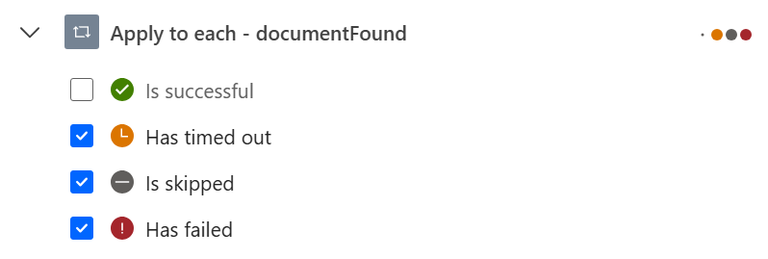 Apply to each - documentFound
Is successful
Has timed out
Is skipped
Has failed